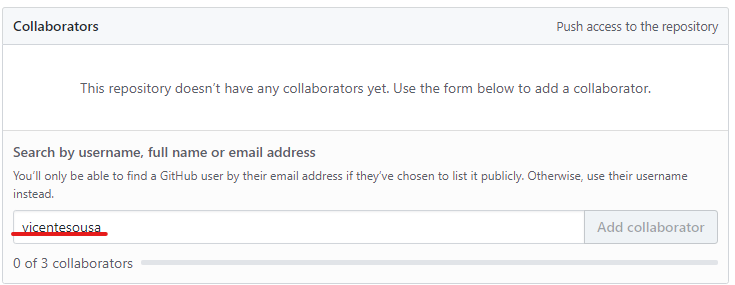 Collaborators
Push access to the repository
This repository doesn't have any collaborators yet. Use the form below to add a collaborator.
Search by username, full name or email address
You'll only be able to find a GitHub user by their email address if they've chosen to list it publicly. Otherwise, use their username
instead.
vicentesousa
Add collaborator
0 of 3 collaborators